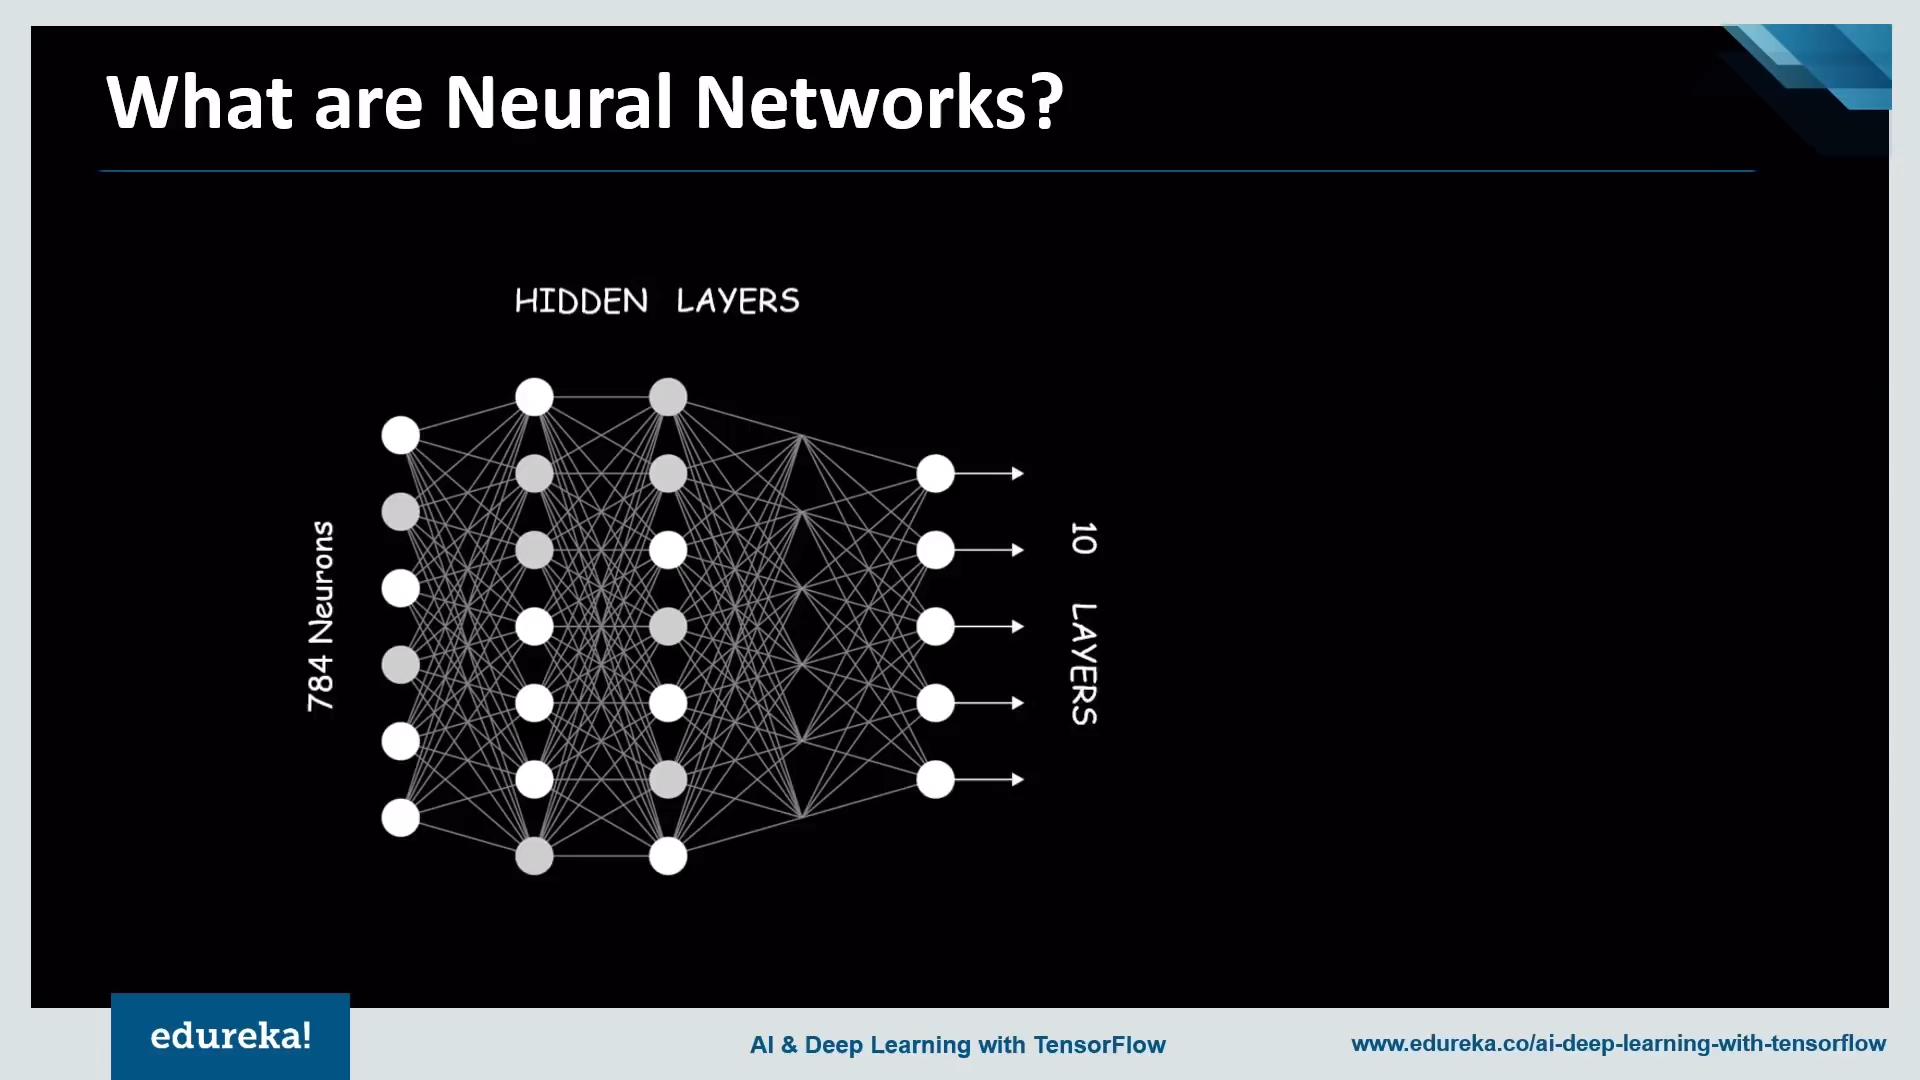 What are Neural Networks?
HIDDEN LAYERS
784 Neurons
10 LAYERS
edureka!
AI & Deep Learning with TensorFlow
www.edureka.co/ai-deep-learning-with-tensorflow